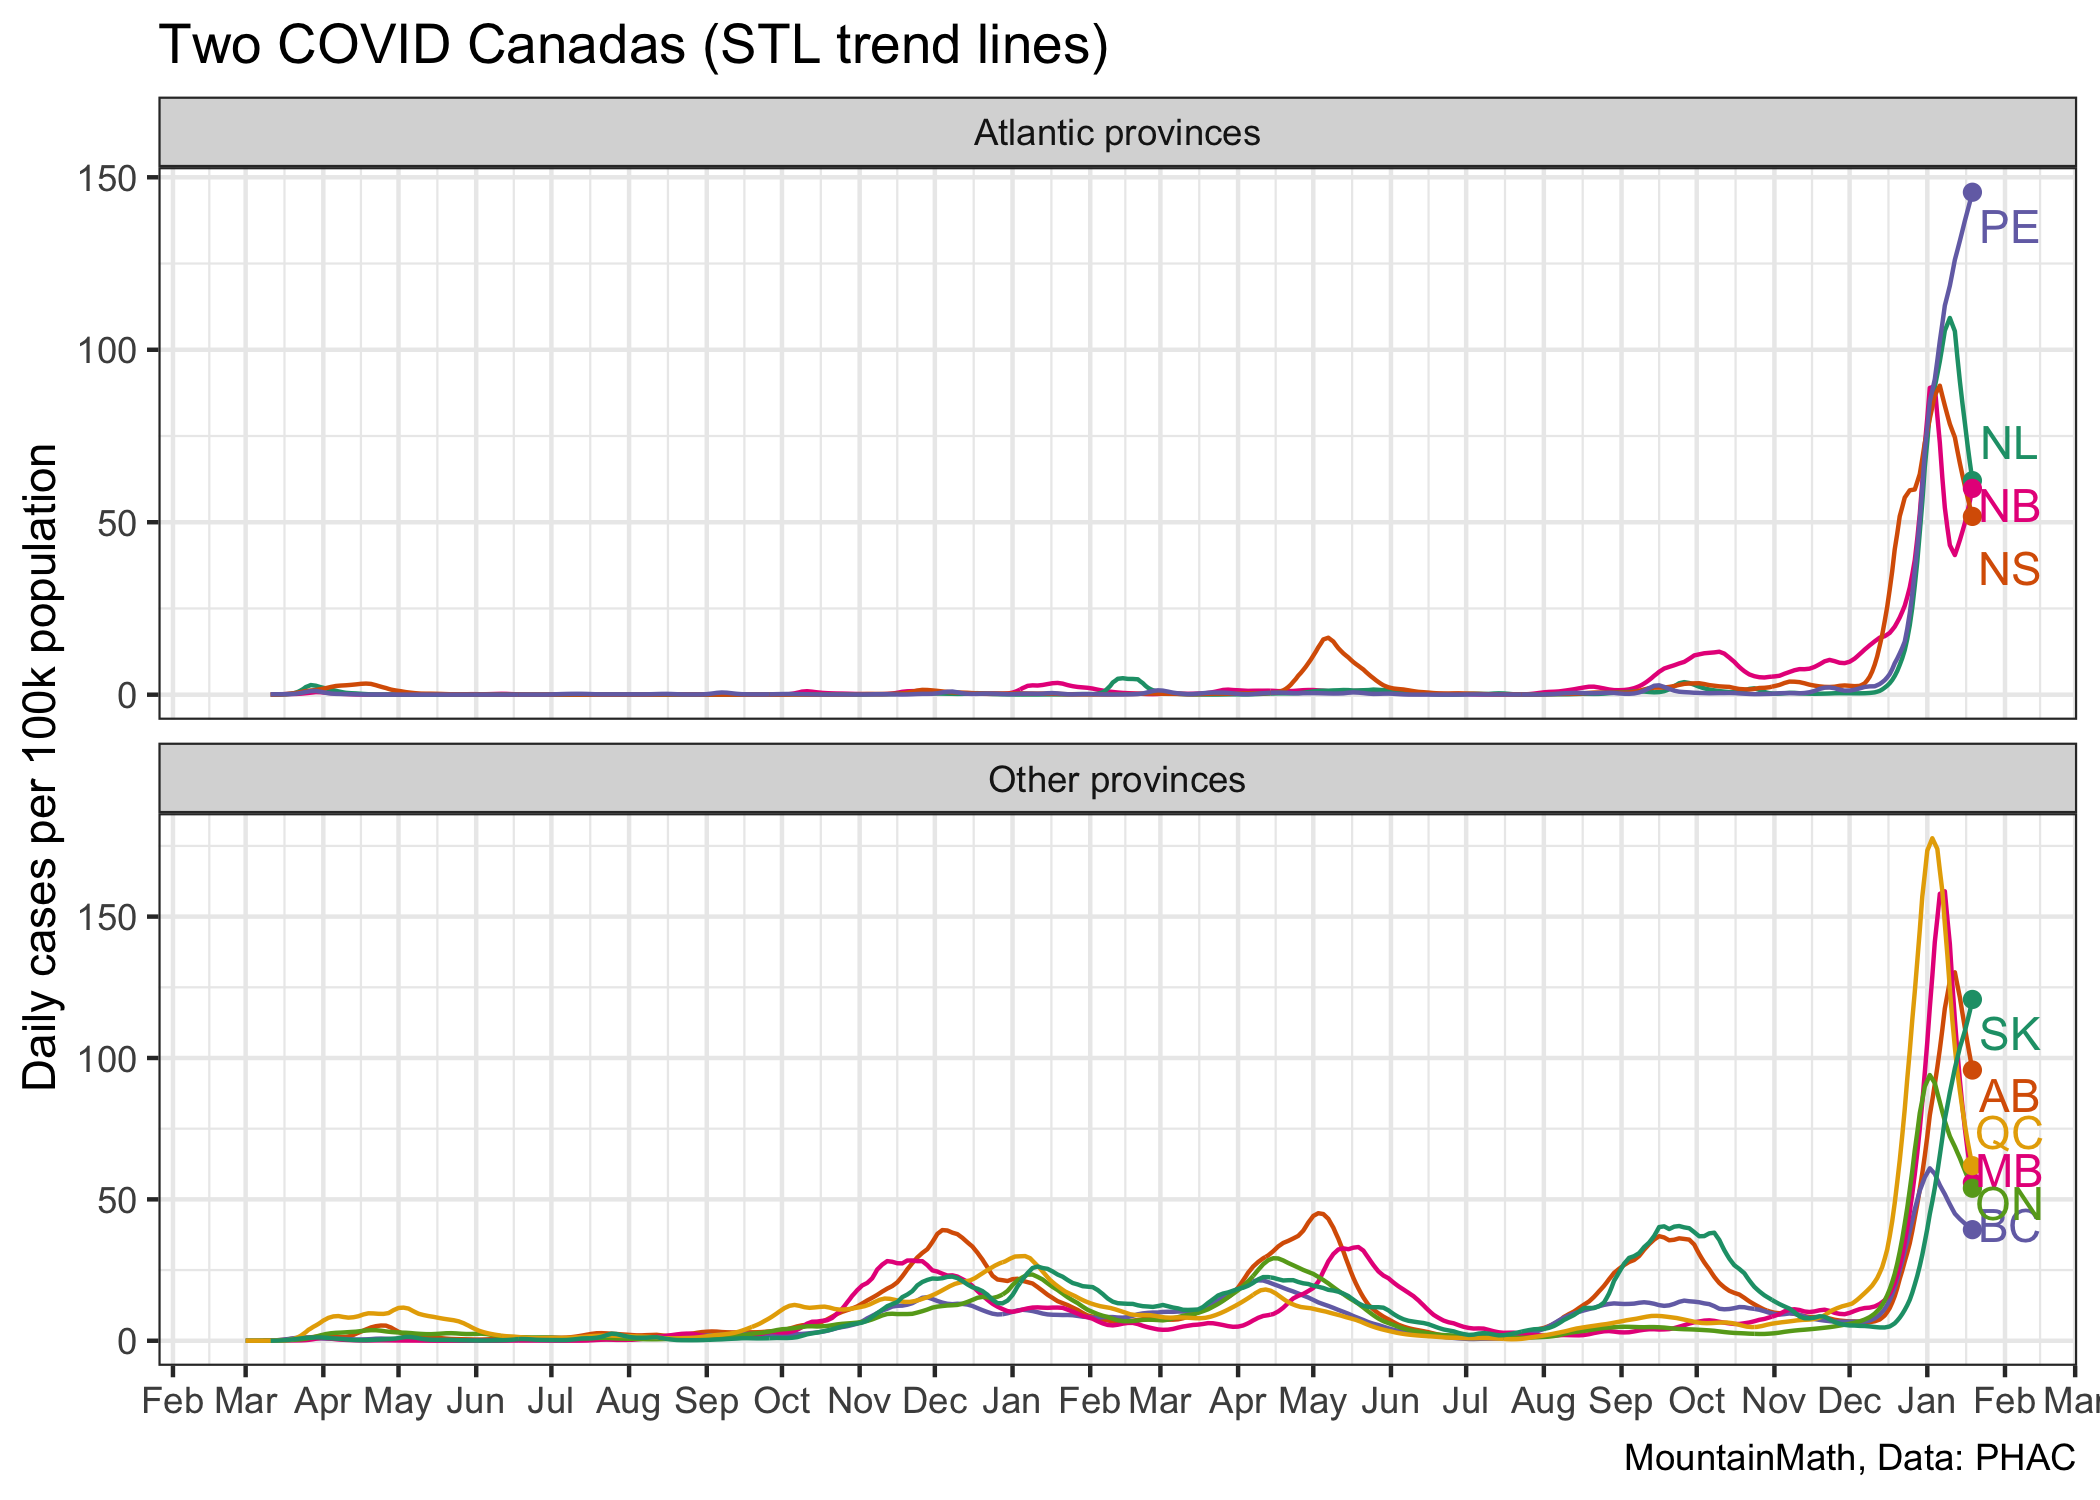 Two COVID Canadas (STL trend lines)
Atlantic provinces
150
100
50
0
PE
NL
NB
NS
Daily cases per 100k population
Other provinces
150
100
50
0
SK
AB
QC
MB
ON
BC
Feb Mar Apr May Jun Jul Aug Sep Oct Nov Dec Jan Feb Mar Apr May Jun Jul Aug Sep Oct Nov Dec Jan Feb Mar
MountainMath, Data: PHAC